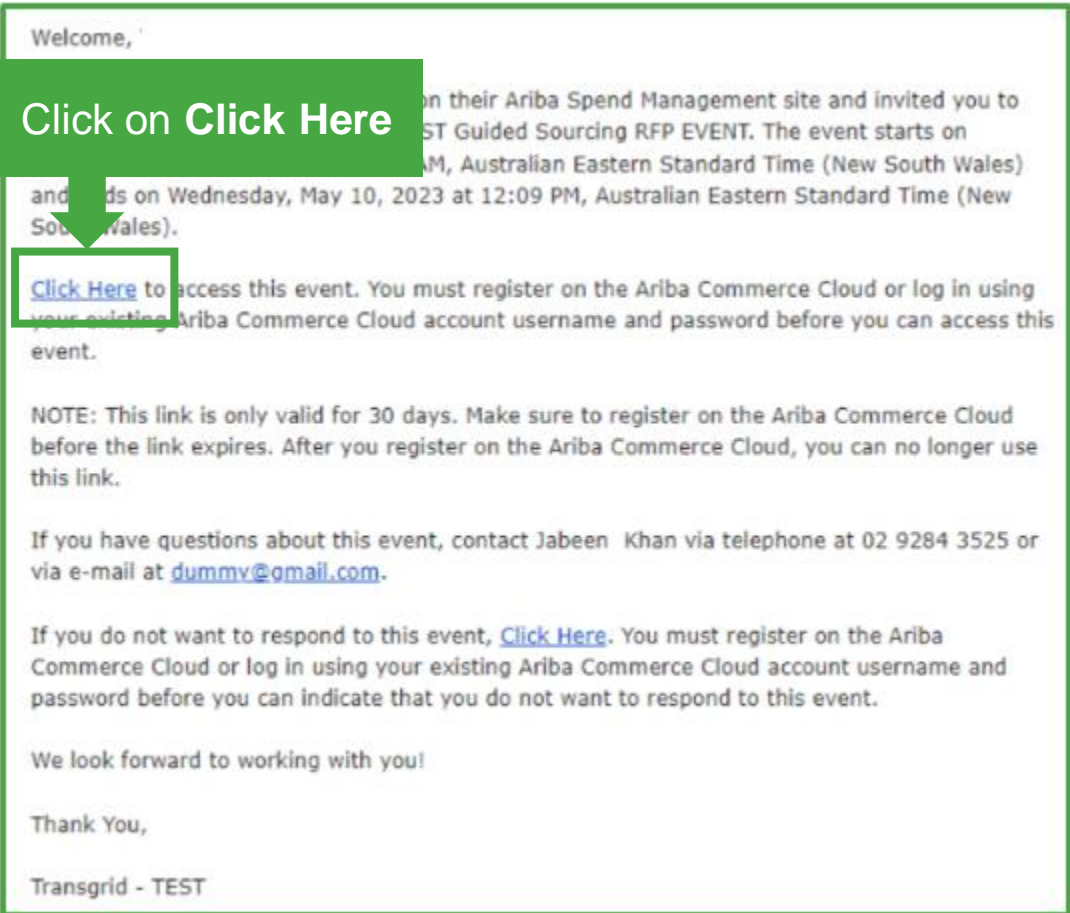 Welcome,
Click on Click Here
on their Ariba Spend Management site and invited you to
ST Guided Sourcing RFP EVENT. The event starts on
AM, Australian Eastern Standard Time (New South Wales)
and ds on Wednesday, May 10, 2023 at 12:09 PM, Australian Eastern Standard Time (New
Sou Wales).
Click Here to access this event. You must register on the Ariba Commerce Cloud or log in using
your existing Ariba Commerce Cloud account username and password before you can access this
event.
NOTE: This link is only valid for 30 days. Make sure to register on the Ariba Commerce Cloud
before the link expires. After you register on the Ariba Commerce Cloud, you can no longer use
this link.
If you have questions about this event, contact Jabeen Khan via telephone at 02 9284 3525 or
via e-mail at dummy@gmail.com.
If you do not want to respond to this event, Click Here. You must register on the Ariba
Commerce Cloud or log in using your existing Ariba Commerce Cloud account username and
password before you can indicate that you do not want to respond to this event.
We look forward to working with you!
Thank You,
Transgrid - TEST